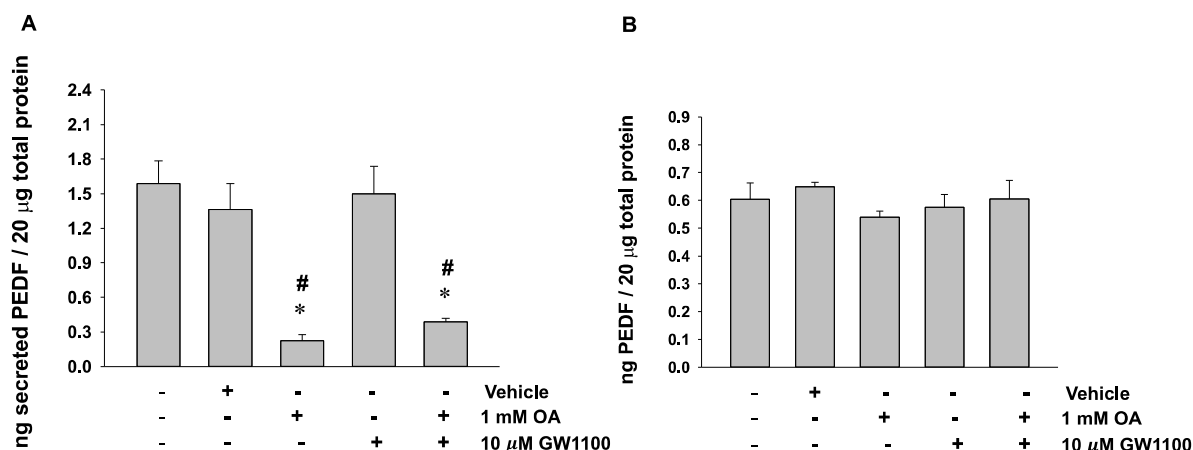 A
ng secreted PEDF / 20 μg total protein
2.4
2.1
1.8
1.5
1.2
0.9
0.6
0.3
0.0
# #
* *
- + - - - Vehicle
- - + - + 1 mM OA
- - - + + 10 μM GW1100
B
ng PEDF / 20 μg total protein
0.9
0.8
0.7
0.6
0.5
0.4
0.3
0.2
0.1
0.0
- + - - - Vehicle
- - + - + 1 mM OA
- - - + + 10 μM GW1100